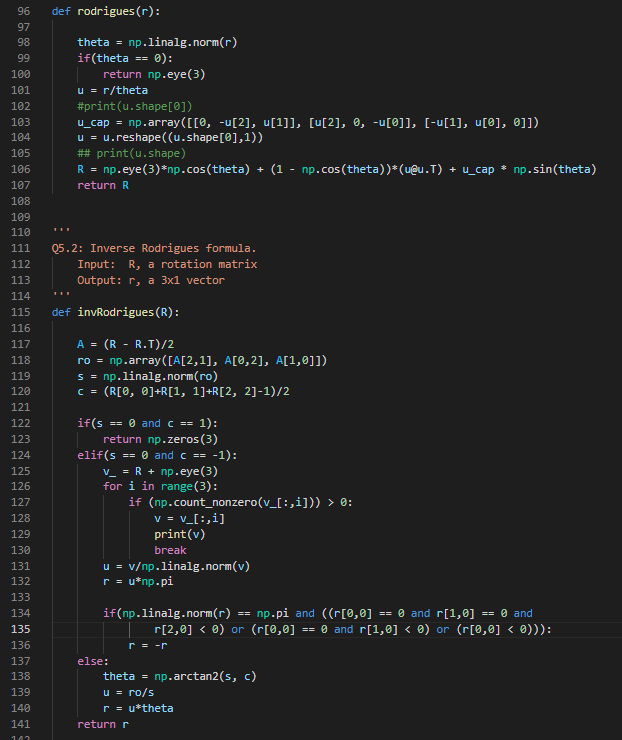 96 def rodrigues(r):
97
98 theta = np.linalg.norm(r)
99 if(theta == 0):
100 return np.eye(3)
101 u = r/theta
102 #print(u.shape[0])
103 u_cap = np.array([[0, -u[2], u[1]], [u[2], 0, -u[0]], [-u[1], u[0], 0]])
104 u = u.reshape((u.shape[0],1))
105 ## print(u.shape)
106 R = np.eye(3)*np.cos(theta) + (1 - np.cos(theta))*(u@u.T) + u_cap * np.sin(theta)
107 return R
108
109
110 '''
111 Q5.2: Inverse Rodrigues formula.
112 Input: R, a rotation matrix
113 Output: r, a 3x1 vector
114 '''
115 def invRodrigues(R):
116
117 A = (R - R.T)/2
118 ro = np.array([A[2,1], A[0,2], A[1,0]])
119 s = np.linalg.norm(ro)
120 c = (R[0, 0]+R[1, 1]+R[2, 2]-1)/2
121
122 if(s == 0 and c == 1):
123 return np.zeros(3)
124 elif(s == 0 and c == -1):
125 v_ = R + np.eye(3)
126 for i in range(3):
127 if (np.count_nonzero(v_[:,i])) > 0:
128 v = v_[:,i]
129 print(v)
130 break
131 u = v/np.linalg.norm(v)
132 r = u*np.pi
133
134 if(np.linalg.norm(r) == np.pi and ((r[0,0] == 0 and r[1,0] == 0 and
135 r[2,0] < 0) or (r[0,0] == 0 and r[1,0] < 0) or (r[0,0] < 0))):
136 r = -r
137 else:
138 theta = np.arctan2(s, c)
139 u = ro/s
140 r = u*theta
141 return r
142